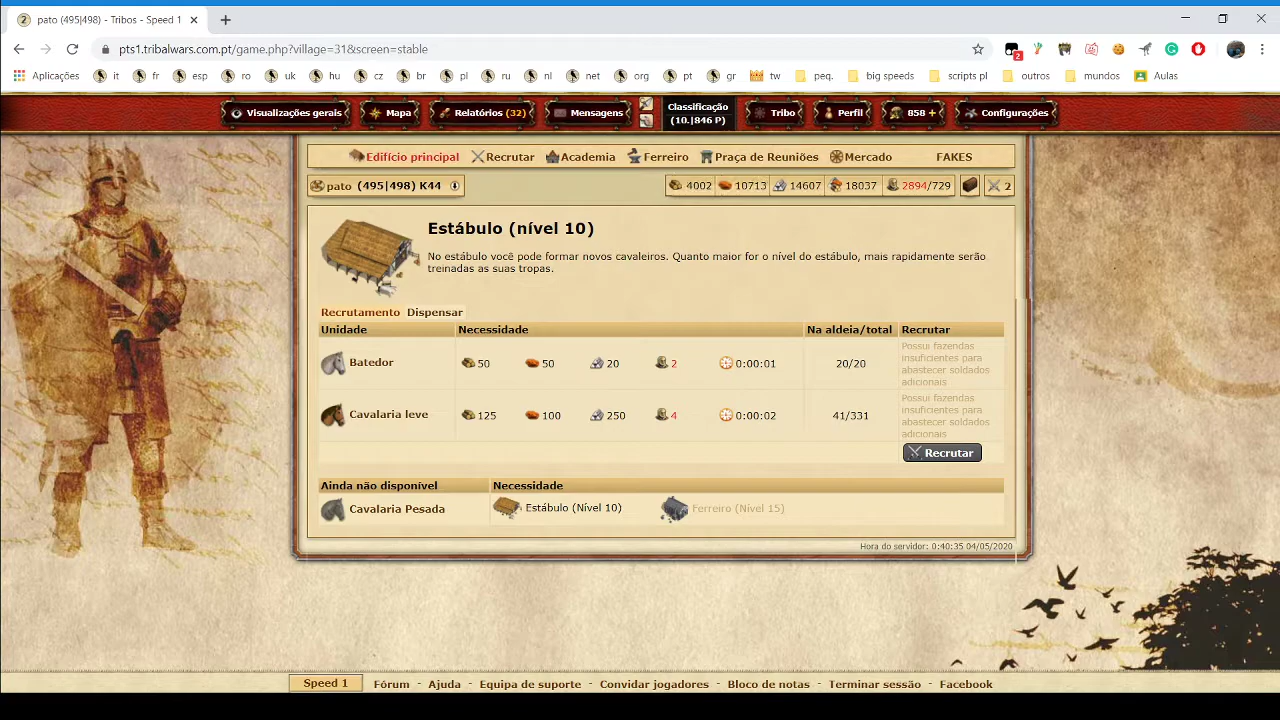 pato (495|498) - Tribos - Speed 1
pts1.tribalwars.com.pt/game.php?village=31&screen=stable
2
Aplicações it fr esp ro uk hu cz br pl ru nl net org pt gr tw peq. big speeds scripts pl outros mundos Aulas
Visualizações gerais Mapa Relatórios (32) Mensagens Classificação (10.|846 P) Tribo Perfil 858 + Configurações
Edifício principal Recrutar Academia Ferreiro Praça de Reuniões Mercado FAKES
pato (495|498) K44 4002 10713 14607 18037 2894/729 2
Estábulo (nível 10)
No estábulo você pode formar novos cavaleiros. Quanto maior for o nível do estábulo, mais rapidamente serão
treinadas as suas tropas.
Recrutamento Dispensar
Unidade Necessidade Na aldeia/total Recrutar
Batedor 50 50 20 2 0:00:01 20/20
Possui fazendas
insuficientes para
abastecer soldados
adicionais
Cavalaria leve 125 100 250 4 0:00:02 41/331
Possui fazendas
insuficientes para
abastecer soldados
adicionais
Recrutar
Ainda não disponível Necessidade
Cavalaria Pesada Estábulo (Nível 10) Ferreiro (Nível 15)
Hora do servidor: 0:40:35 04/05/2020
Speed 1 Fórum - Ajuda - Equipa de suporte - Convidar jogadores - Bloco de notas - Terminar sessão - Facebook